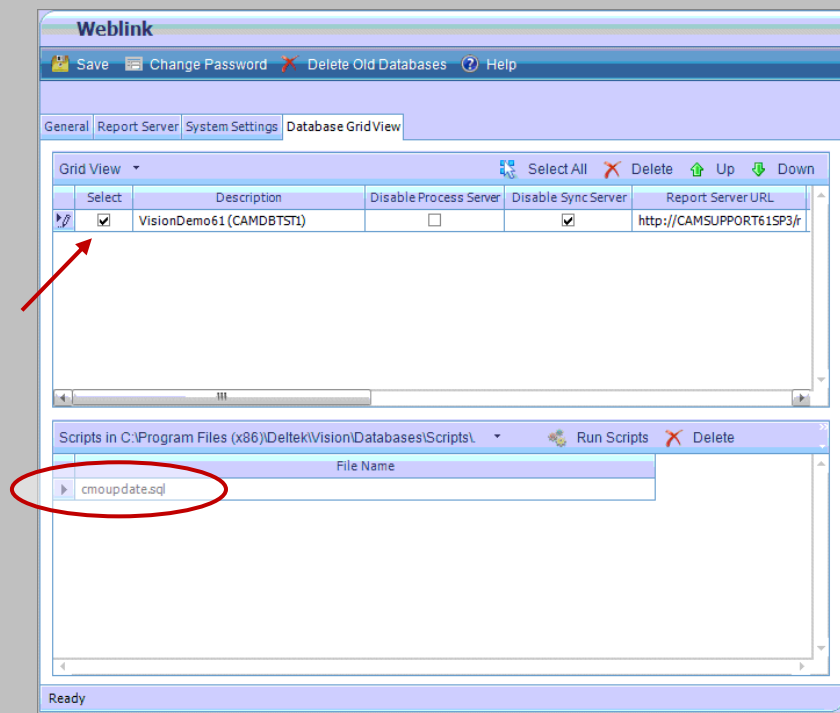 Weblink
Save Change Password Delete Old Databases Help
General Report Server System Settings Database Grid View
Grid View Select All Delete Up Down
Select Description Disable Process Server Disable Sync Server Report Server URL
VisionDemo61 (CAMDBTST1) http://CAMSUPPORT61SP3/r
Scripts in C:\Program Files (x86)\Deltek\Vision\Databases\Scripts\. Run Scripts Delete
File Name
cmoupdate.sql
Ready